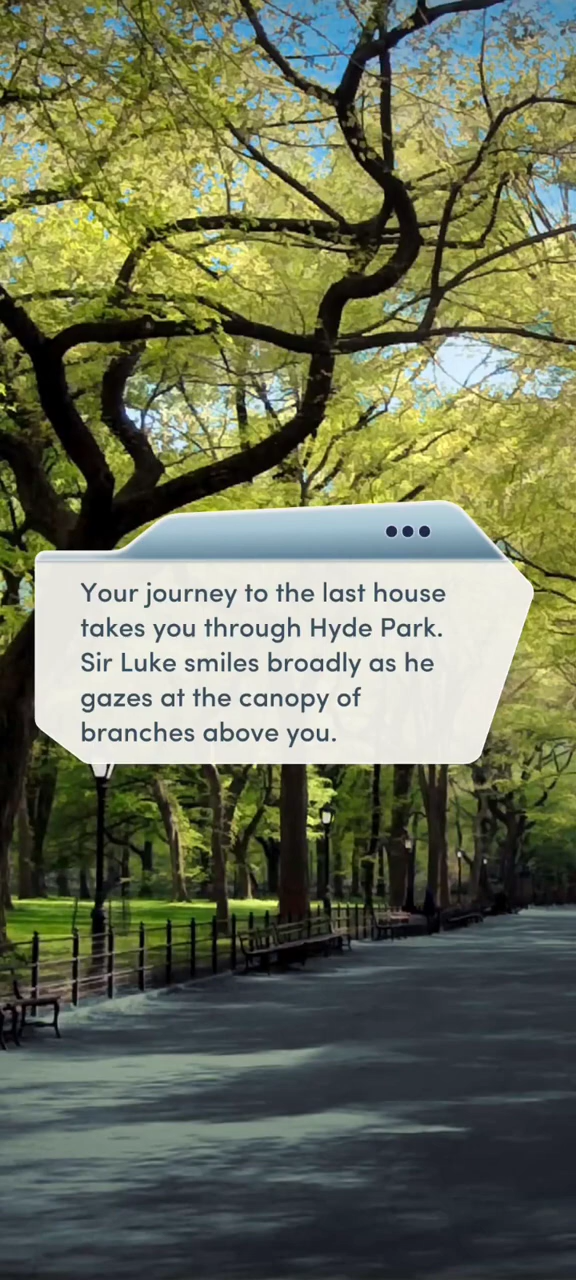 Your journey to the last house
takes you through Hyde Park.
Sir Luke smiles broadly as he
gazes at the canopy of
branches above you.